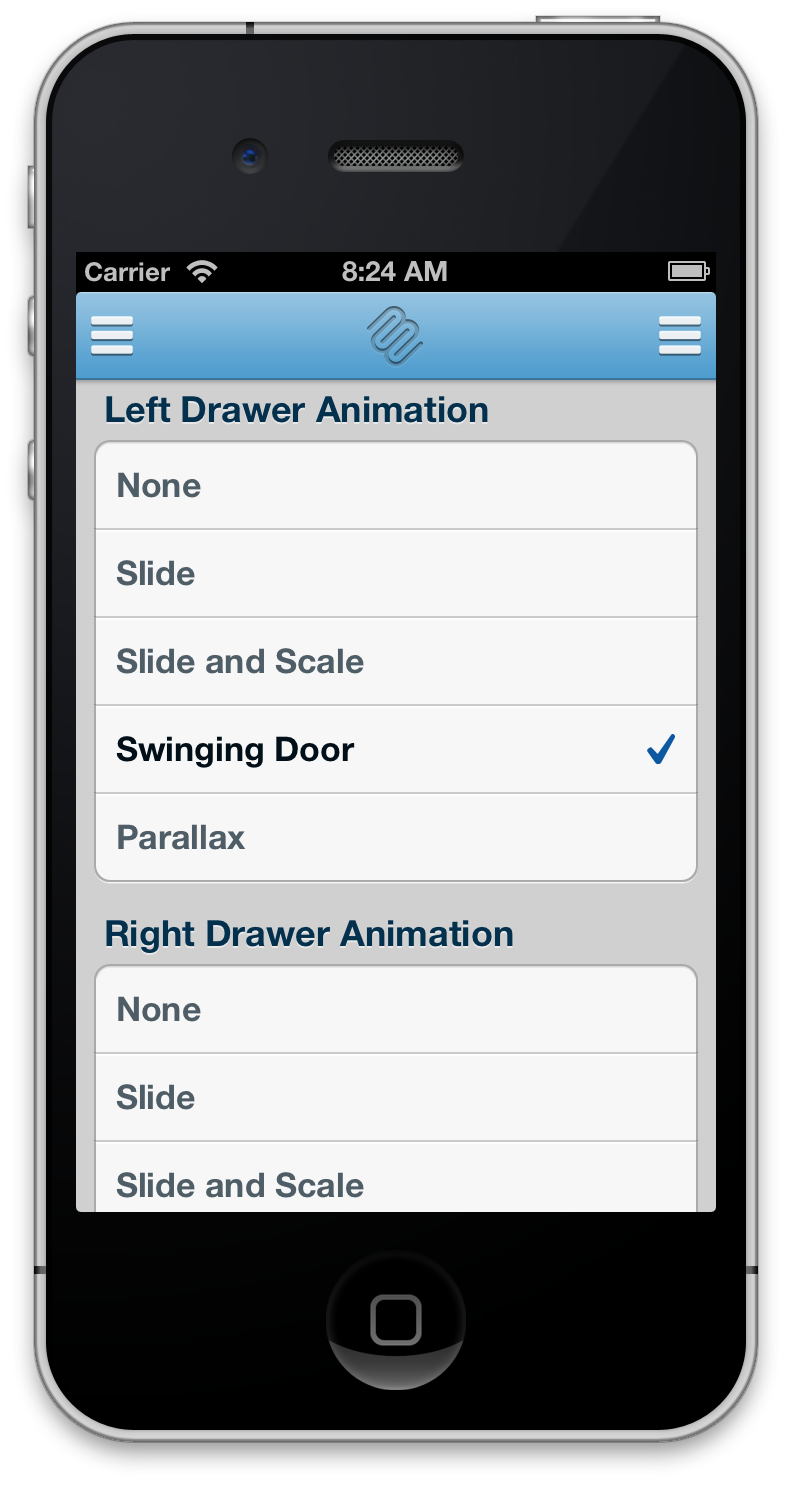 Carrier 8:24 AM
Left Drawer Animation
None
Slide
Slide and Scale
Swinging Door
Parallax
Right Drawer Animation
None
Slide
Slide and Scale